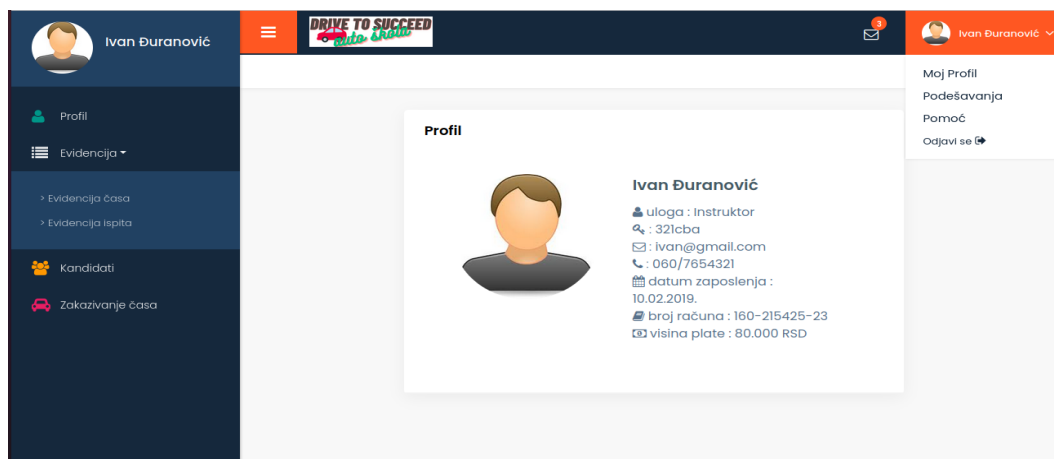 Ivan Đuranović
Profil
Evidencija
> Evidencija časa
> Evidencija ispita
Kandidati
Zakazivanje časa
DRIVE TO SUCCEED
auto škola
3
Ivan Đuranović
Moj Profil
Podešavanja
Pomoć
Odjavi se
Profil
Ivan Đuranović
uloga : Instruktor
: 321cba
: ivan@gmail.com
: 060/7654321
datum zaposlenja :
10.02.2019.
broj računa : 160-215425-23
visina plate : 80.000 RSD